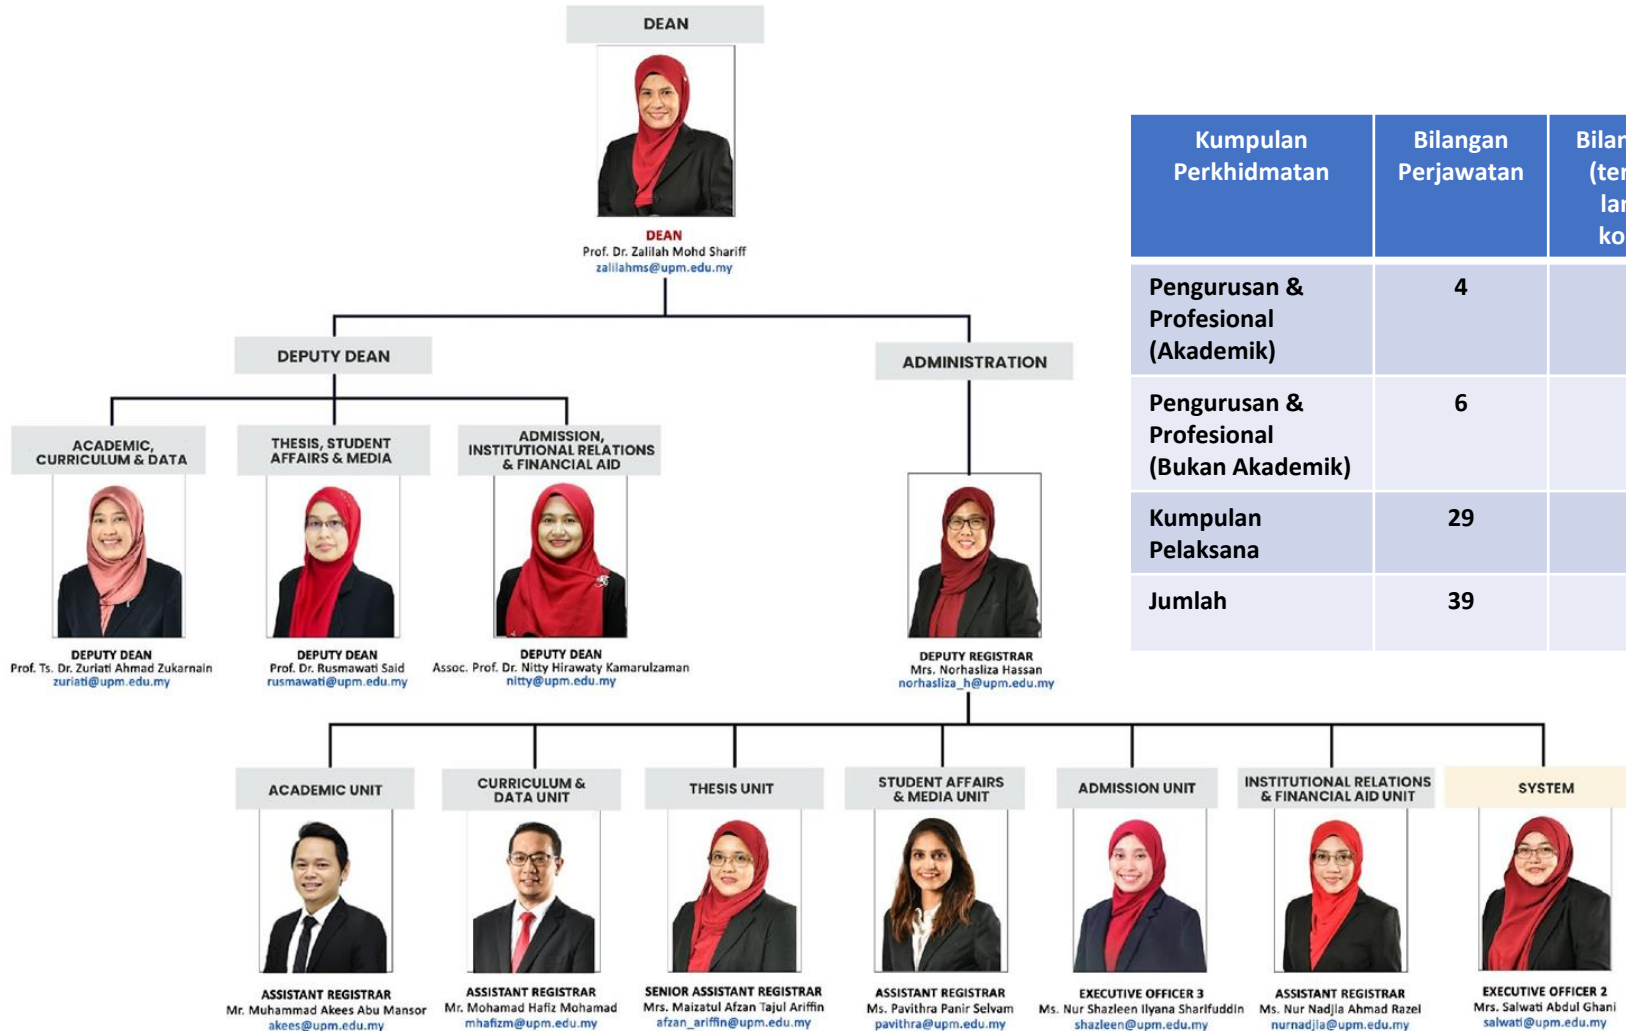 DEAN
DEAN
Prof. Dr. Zalilah Mohd Shariff
zalilahms@upm.edu.my
DEPUTY DEAN
ADMINISTRATION
ACADEMIC,
CURRICULUM & DATA
THESIS, STUDENT
AFFAIRS & MEDIA
ADMISSION,
INSTITUTIONAL RELATIONS
& FINANCIAL AID
DEPUTY DEAN
Prof. Ts. Dr. Zuriati Ahmad Zukarnain
zuriati@upm.edu.my
DEPUTY DEAN
Prof. Dr. Rusmawati Said
rusmawati@upm.edu.my
DEPUTY DEAN
Assoc. Prof. Dr. Nitty Hirawaty Kamarulzaman
nitty@upm.edu.my
DEPUTY REGISTRAR
Mrs. Norhasliza Hassan
norhasliza_h@upm.edu.my
ACADEMIC UNIT
ASSISTANT REGISTRAR
Mr. Muhammad Akees Abu Mansor
akees@upm.edu.my
CURRICULUM &
DATA UNIT
ASSISTANT REGISTRAR
Mr. Mohamad Hafiz Mohamad
mhafizm@upm.edu.my
THESIS UNIT
SENIOR ASSISTANT REGISTRAR
Mrs. Maizatul Afzan Tajul Ariffin
afzan_ariffin@upm.edu.my
STUDENT AFFAIRS
& MEDIA UNIT
ASSISTANT REGISTRAR
Ms. Pavithra Panir Selvam
pavithra@upm.edu.my
ADMISSION UNIT
EXECUTIVE OFFICER 3
Ms. Nur Shazleen Ilyana Sharifuddin
shazleen@upm.edu.my
INSTITUTIONAL RELATIONS
& FINANCIAL AID UNIT
ASSISTANT REGISTRAR
Ms. Nur Nadjla Ahmad Razel
nurnadjla@upm.edu.my
SYSTEM
EXECUTIVE OFFICER 2
Mrs. Salwati Abdul Ghani
salwati@upm.edu.my
Kumpulan
Perkhidmatan
Bilangan
Perjawatan
Pengurusan &
Profesional
(Akademik)
4
Pengurusan &
Profesional
(Bukan Akademik)
6
Kumpulan
Pelaksana
29
Jumlah
39